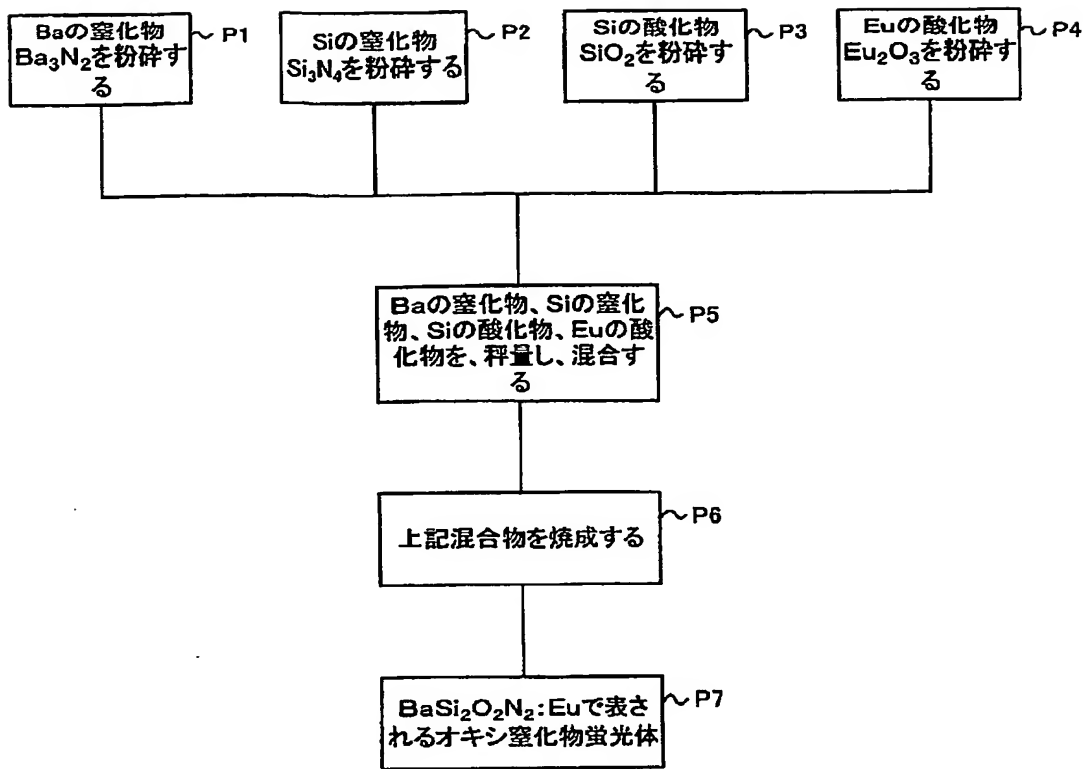 Baの窒化物
Ba₃N₂を粉砕す
る
P1
Siの窒化物
Si₃N₄を粉砕する
P2
Siの酸化物
SiO₂を粉砕する
P3
Euの酸化物
Eu₂O₃を粉砕す
る
P4
Baの窒化物、Siの窒化
物、Siの酸化物、Euの酸
化物を、秤量し、混合す
る
P5
上記混合物を焼成する
P6
BaSi₂O₂N₂:Euで表さ
れるオキシ窒化物蛍光体
P7